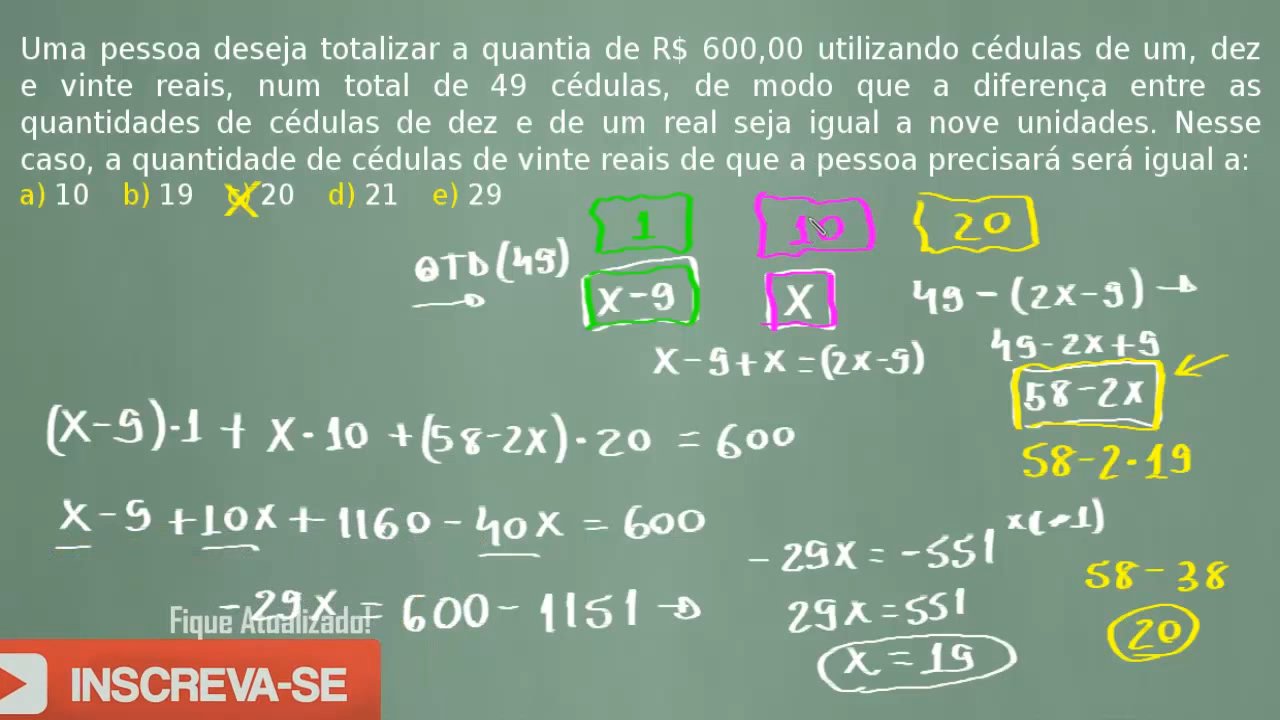 Uma pessoa deseja totalizar a quantia de R$ 600,00 utilizando cédulas de um, dez
e vinte reais, num total de 49 cédulas, de modo que a diferença entre as
quantidades de cédulas de dez e de um real seja igual a nove unidades. Nesse
caso, a quantidade de cédulas de vinte reais de que a pessoa precisará será igual a:
a) 10 b) 19 c) 20 d) 21 e) 29
1 10 20
QTD (49) x-9 x 49-(2x-9)
x-9+x=(2x-9) 49-2x+9
58-2x
(x-9)·1 + x·10 +(58-2x)·20 = 600
58-2·19
x-9 +10x + 1160 - 40x = 600
-29x = -551 x(-1)
58-38
-29x = 600 - 1151
29x = 551
Fique Atualizado!
20
x = 19
INSCREVA-SE